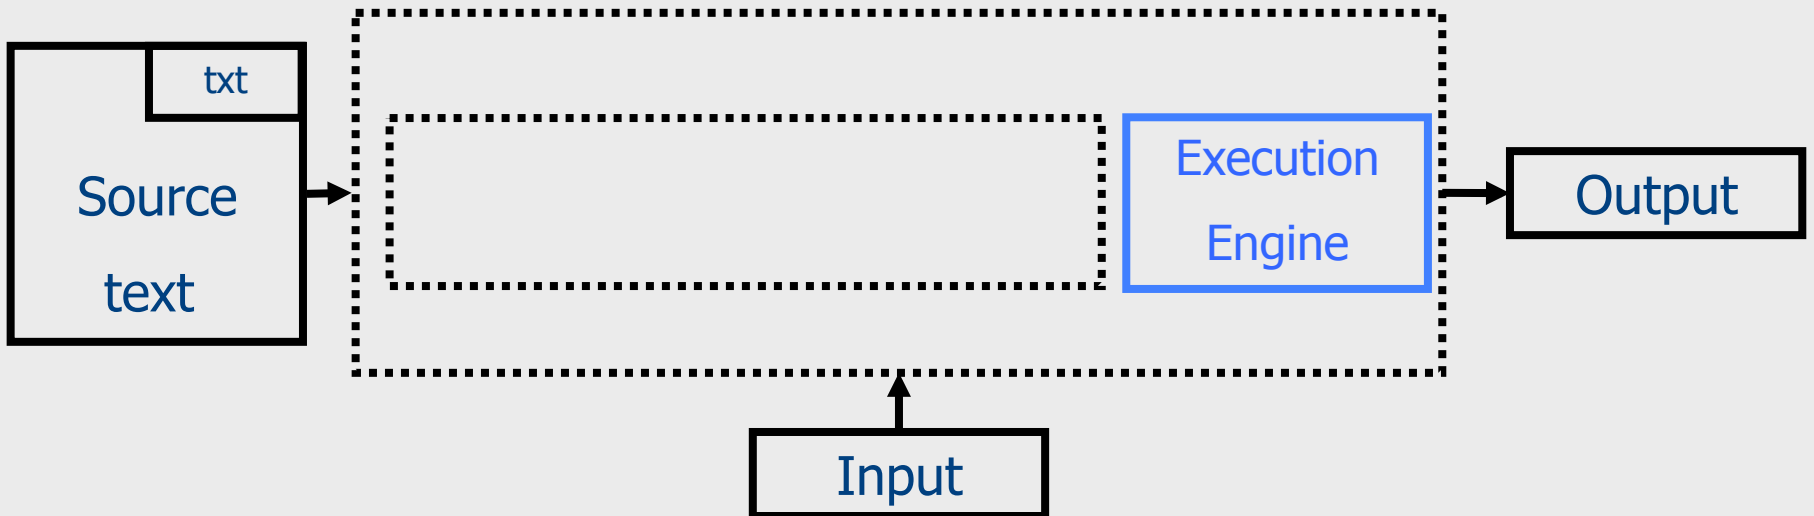 txt
Source
text
Execution
Engine
Output
Input